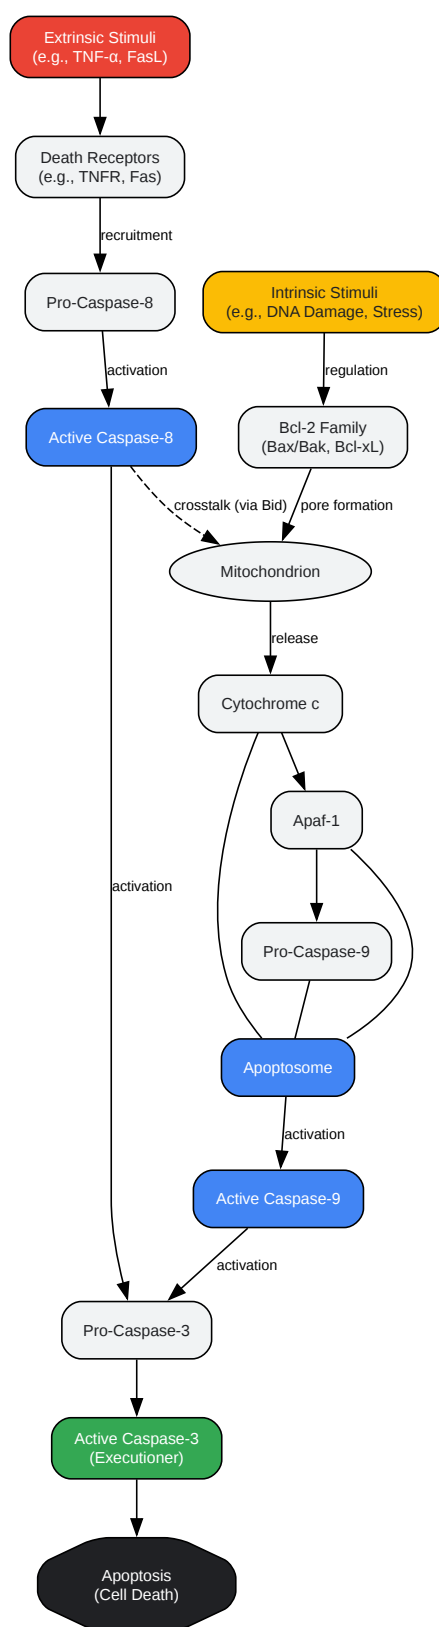 Extrinsic Stimuli
(e.g., TNF-α, FasL)
Death Receptors
(e.g., TNFR, Fas)
recruitment
Pro-Caspase-8
Intrinsic Stimuli
(e.g., DNA Damage, Stress)
activation
regulation
Active Caspase-8
Bcl-2 Family
(Bax/Bak, Bcl-xL)
crosstalk (via Bid)
pore formation
Mitochondrion
release
Cytochrome c
Apaf-1
activation
Pro-Caspase-9
Apoptosome
activation
Active Caspase-9
activation
Pro-Caspase-3
Active Caspase-3
(Executioner)
Apoptosis
(Cell Death)